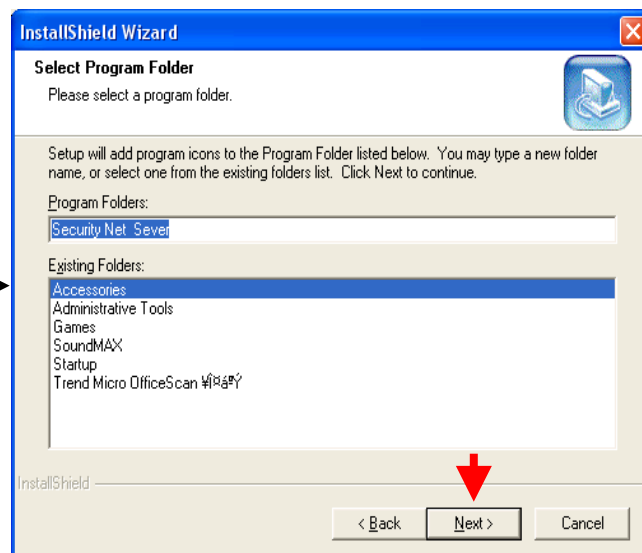 InstallShield Wizard
Select Program Folder
Please select a program folder.
Setup will add program icons to the Program Folder listed below. You may type a new folder
name, or select one from the existing folders list. Click Next to continue.
Program Folders:
Security Net Sever
Existing Folders:
Accessories
Administrative Tools
Games
SoundMAX
Startup
Trend Micro OfficeScan ¥Î¤áºÝ
InstallShield
< Back Next > Cancel